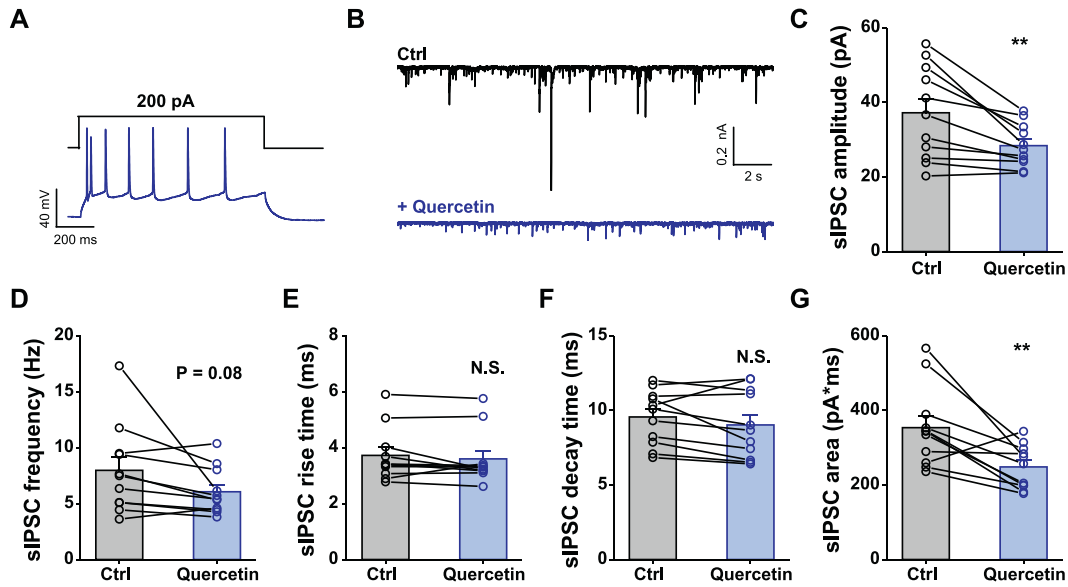 A
200 pA
40 mV
200 ms
B
Ctrl
0.2 nA
2 s
+ Quercetin
C
sIPSC amplitude (pA)
60
40
20
0
**
Ctrl
Quercetin
D
sIPSC frequency (Hz)
20
15
10
5
0
P = 0.08
Ctrl
Quercetin
E
sIPSC rise time (ms)
8
6
4
2
0
N.S.
Ctrl
Quercetin
F
sIPSC decay time (ms)
15
10
5
0
N.S.
Ctrl
Quercetin
G
sIPSC area (pA*ms)
600
400
200
0
**
Ctrl
Quercetin